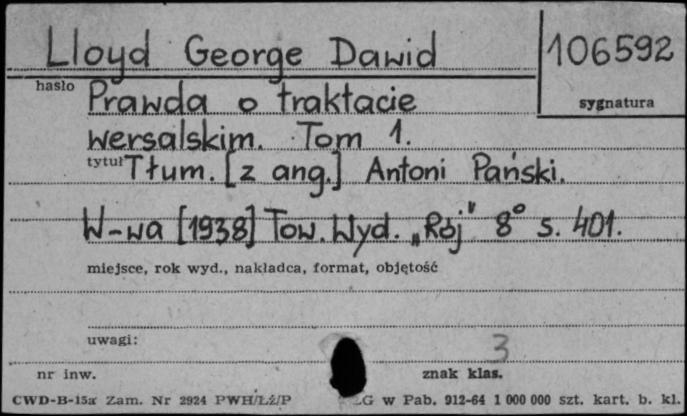 Lloyd George Dawid
106592
hasło
sygnatura
Prawda o traktacie
wersalskim. Tom 1.
tytuł Tłum. [z ang.] Antoni Pański.
W-wa [1938] Tow. Wyd. „Rój" 8° s. 401.
miejsce, rok wyd., nakładca, format, objętość
uwagi:
3
nr inw.
znak klas.
CWD-B-15a Zam. Nr 2924 PWH/Łż/P LG w Pab. 912-64 1 000 000 szt. kart. b. kl.